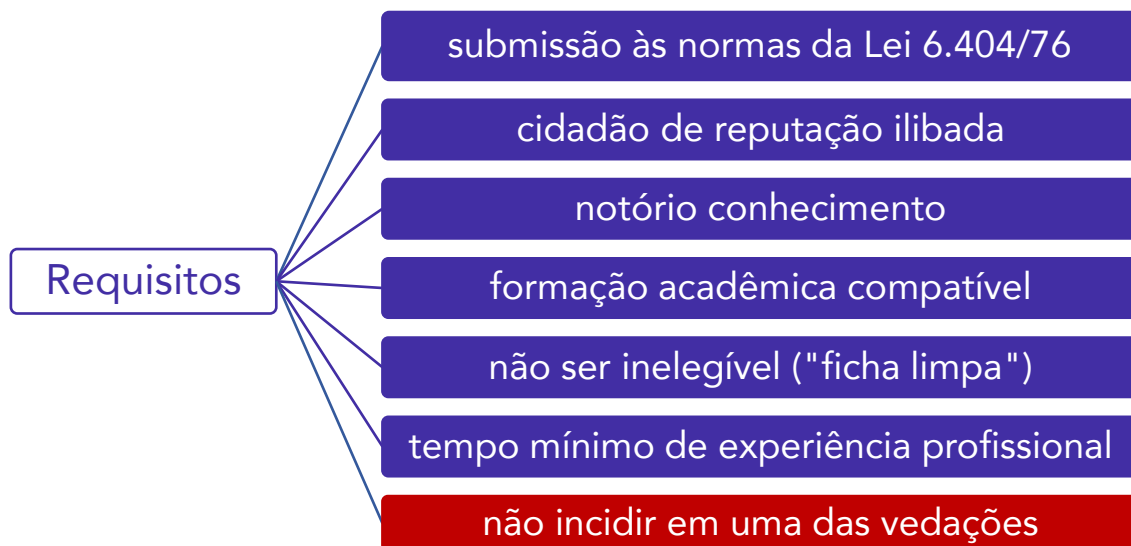 submissão às normas da Lei 6.404/76
cidadão de reputação ilibada
notório conhecimento
Requisitos
formação acadêmica compatível
não ser inelegível ("ficha limpa")
tempo mínimo de experiência profissional
não incidir em uma das vedações